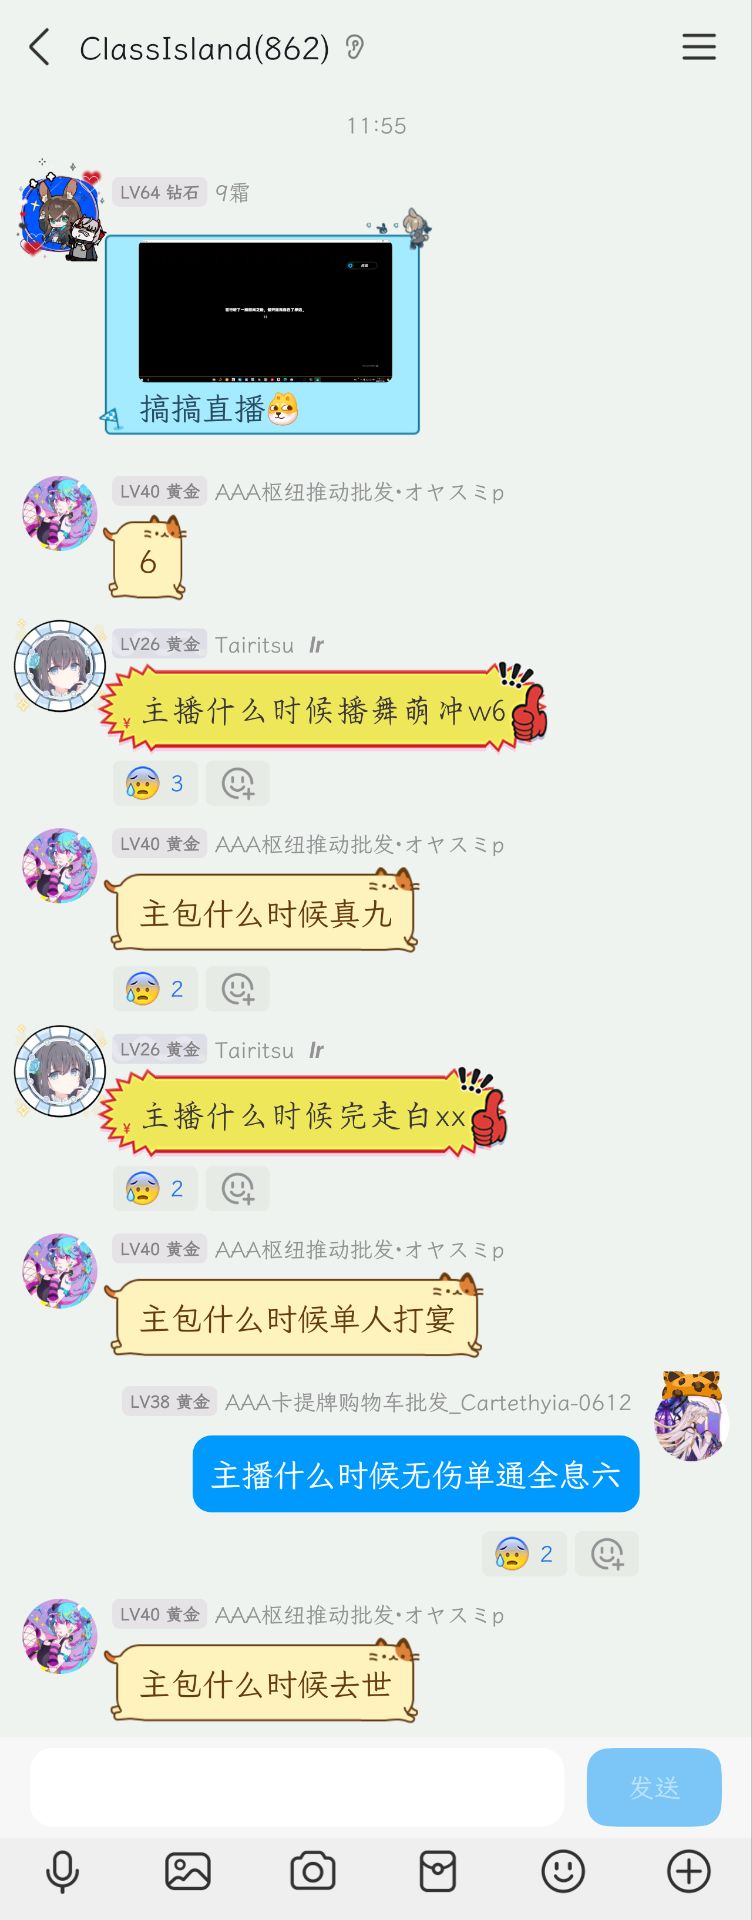 ClassIsland(862)
11:55
LV64 钻石 9霜
搞搞直播
LV40 黄金 AAA枢纽推动批发•オヤスミp
6
LV26 黄金 Tairitsu lr
主播什么时候播舞萌冲w6
3
LV40 黄金 AAA枢纽推动批发•オヤスミp
主包什么时候真九
2
LV26 黄金 Tairitsu lr
主播什么时候完走白xx
2
LV40 黄金 AAA枢纽推动批发•オヤスミp
主包什么时候单人打宴
LV38 黄金 AAA卡提牌购物车批发_Cartethyia-0612
主播什么时候无伤单通全息六
2
LV40 黄金 AAA枢纽推动批发•オヤスミp
主包什么时候去世
发送